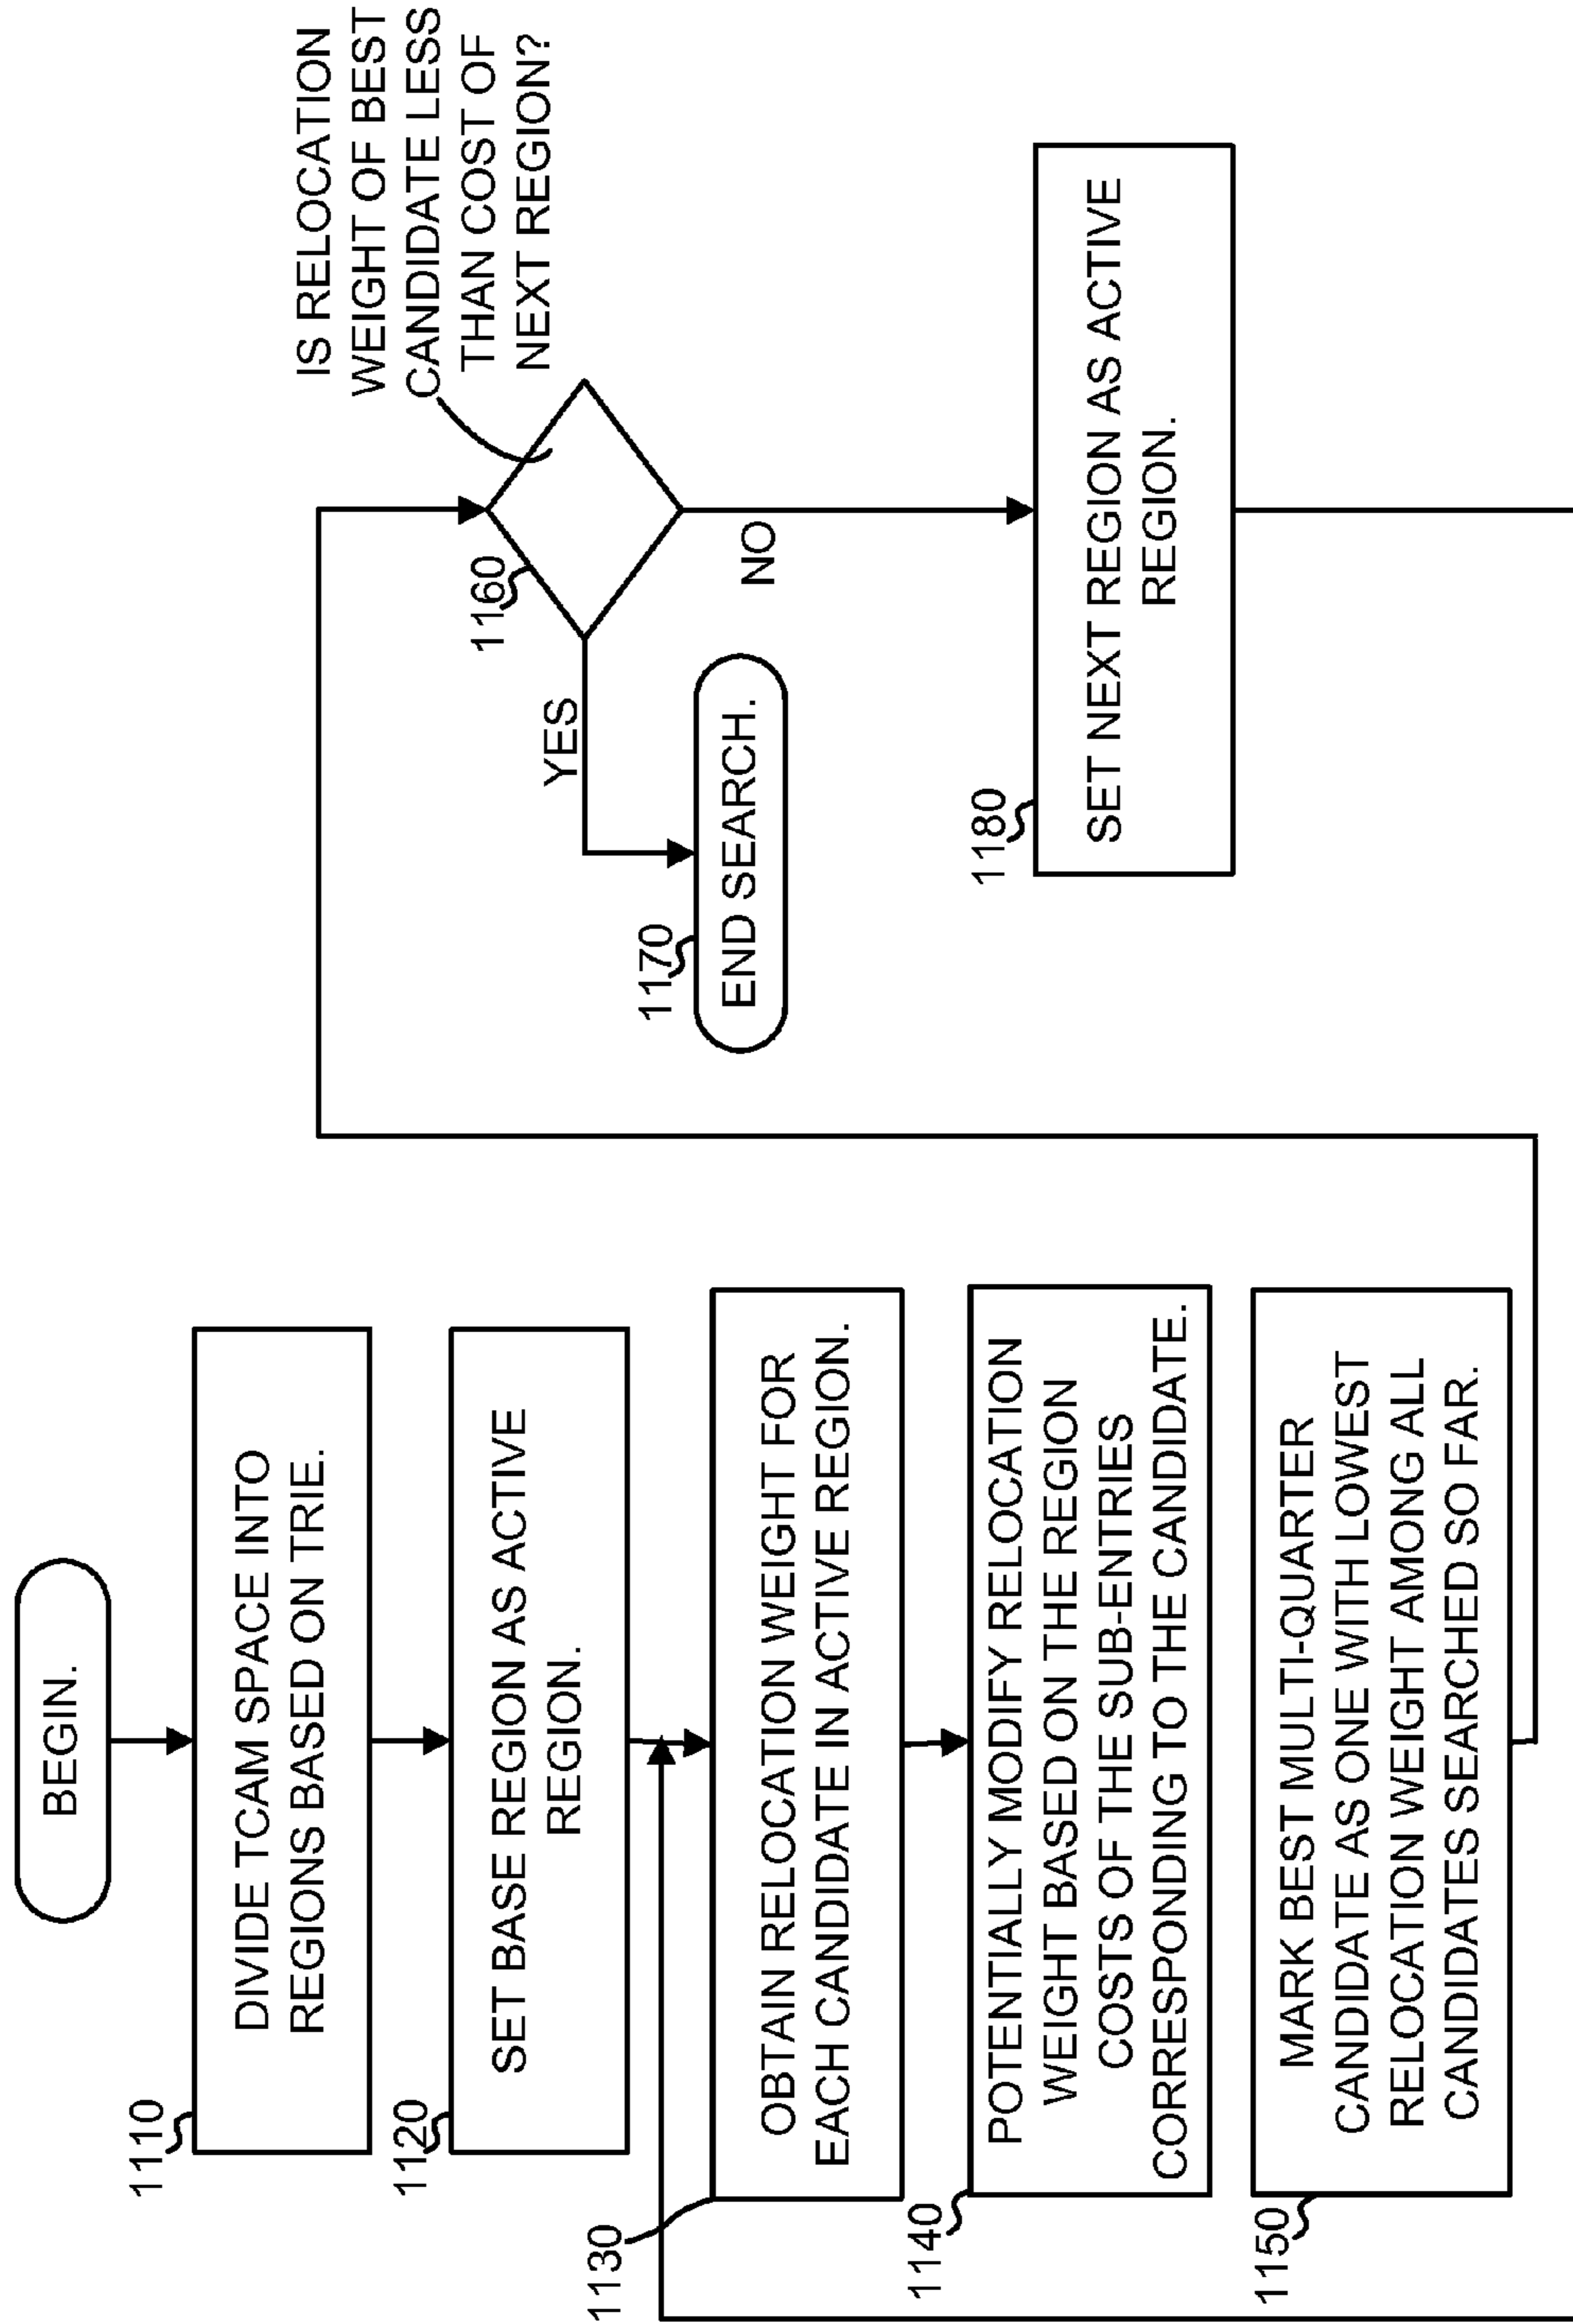 BEGIN.
1110
DIVIDE TCAM SPACE INTO
REGIONS BASED ON TRIE.
1120
SET BASE REGION AS ACTIVE
REGION.
1130
OBTAIN RELOCATION WEIGHT FOR
EACH CANDIDATE IN ACTIVE REGION.
1140
POTENTIALLY MODIFY RELOCATION
WEIGHT BASED ON THE REGION
COSTS OF THE SUB-ENTRIES
CORRESPONDING TO THE CANDIDATE.
1150
MARK BEST MULTI-QUARTER
CANDIDATE AS ONE WITH LOWEST
RELOCATION WEIGHT AMONG ALL
CANDIDATES SEARCHED SO FAR.
IS RELOCATION
WEIGHT OF BEST
CANDIDATE LESS
THAN COST OF
NEXT REGION?
1160
YES
NO
1170
END SEARCH.
1180
SET NEXT REGION AS ACTIVE
REGION.